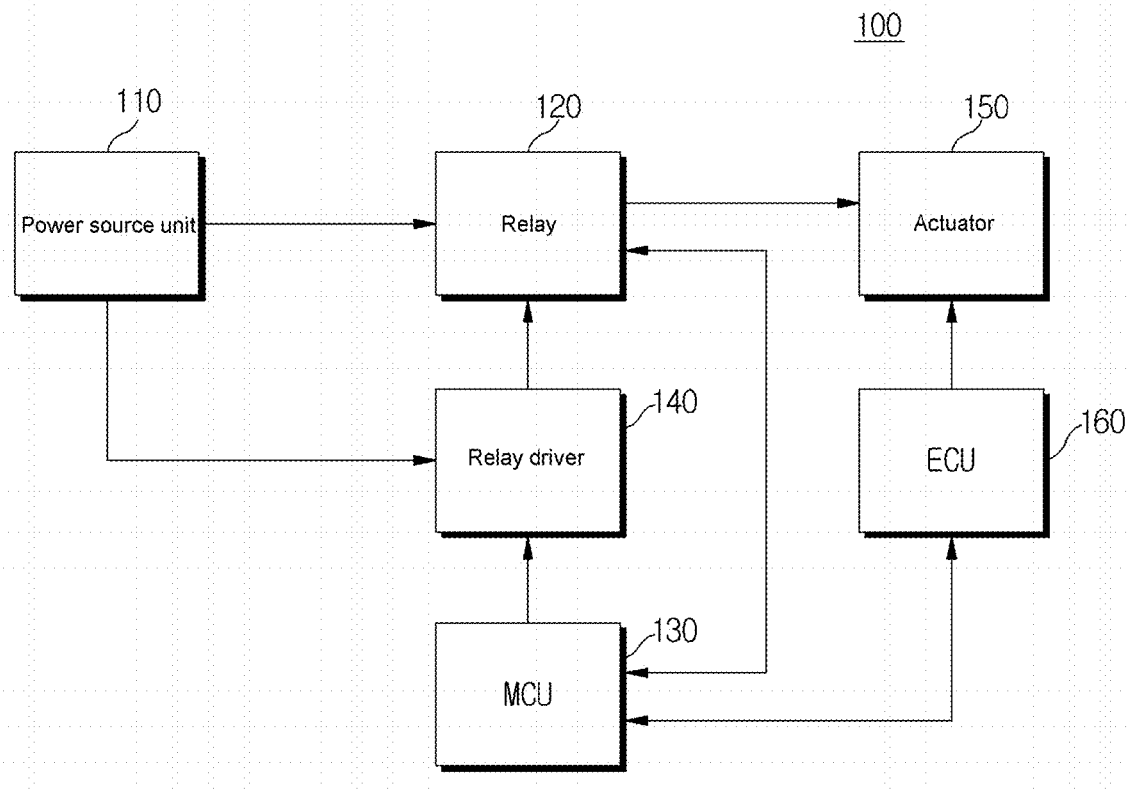 100
110
120
150
Power source unit
Relay
Actuator
140
160
Relay driver
ECU
130
MCU